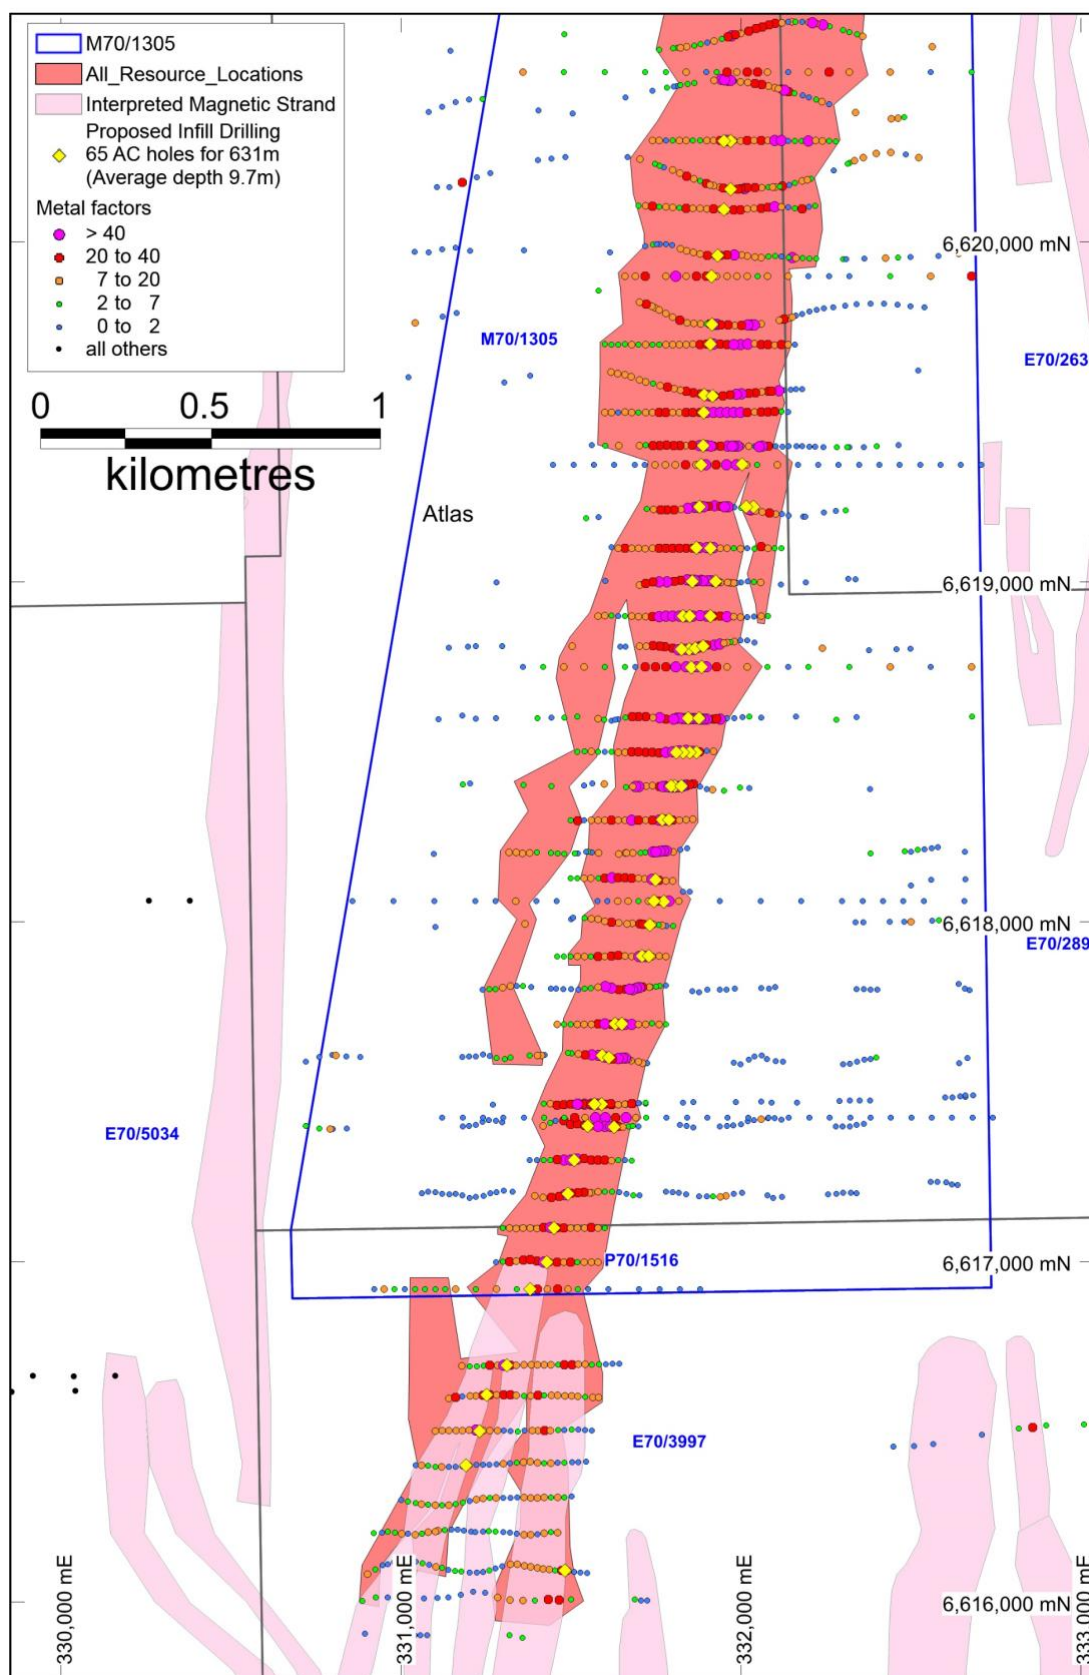 M70/1305
All_Resource_Locations
Interpreted Magnetic Strand
Proposed Infill Drilling
65 AC holes for 631m
(Average depth 9.7m)
Metal factors
> 40
20 to 40
7 to 20
2 to 7
0 to 2
all others
0 0.5 1
kilometres
6,620,000 mN
M70/1305
E70/263
Atlas
6,619,000 mN
6,618,000 mN
E70/289
E70/5034
P70/1516
6,617,000 mN
E70/3997
6,616,000 mN
330,000 mE
331,000 mE
332,000 mE
333,000 mE